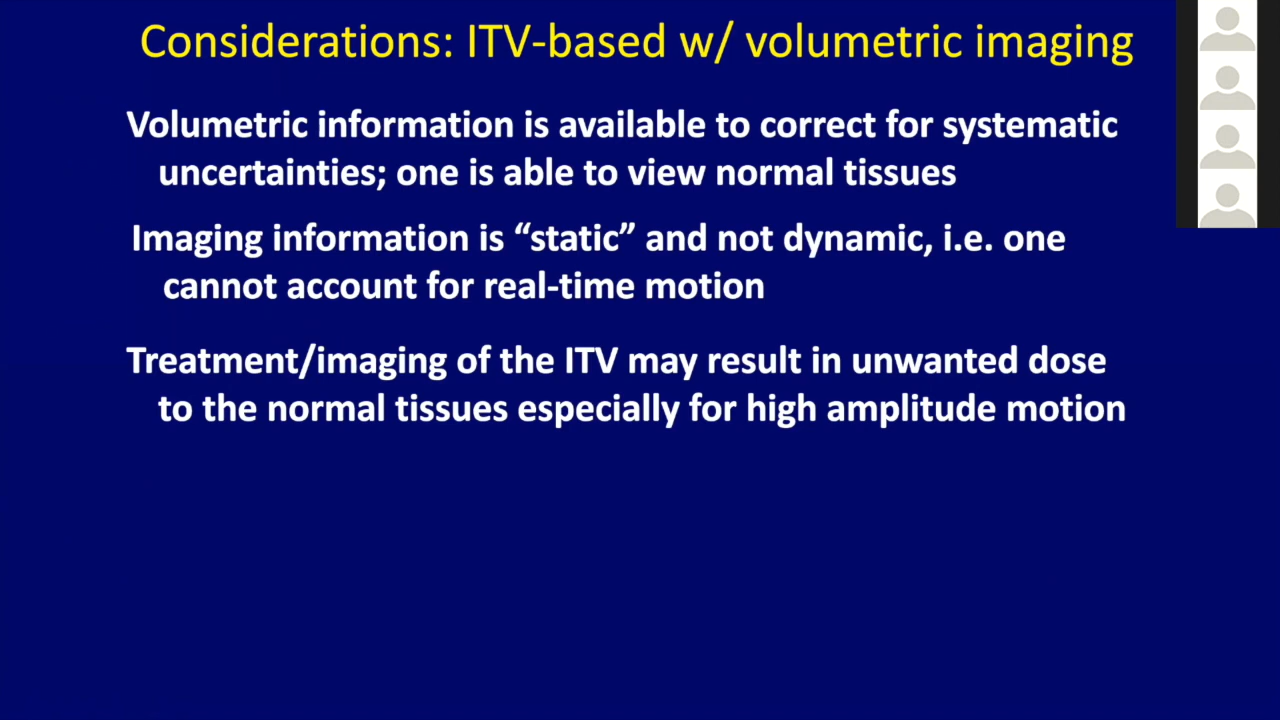 Considerations: ITV-based w/ volumetric imaging
Volumetric information is available to correct for systematic
uncertainties; one is able to view normal tissues
Imaging information is “static” and not dynamic, i.e. one
cannot account for real-time motion
Treatment/imaging of the ITV may result in unwanted dose
to the normal tissues especially for high amplitude motion